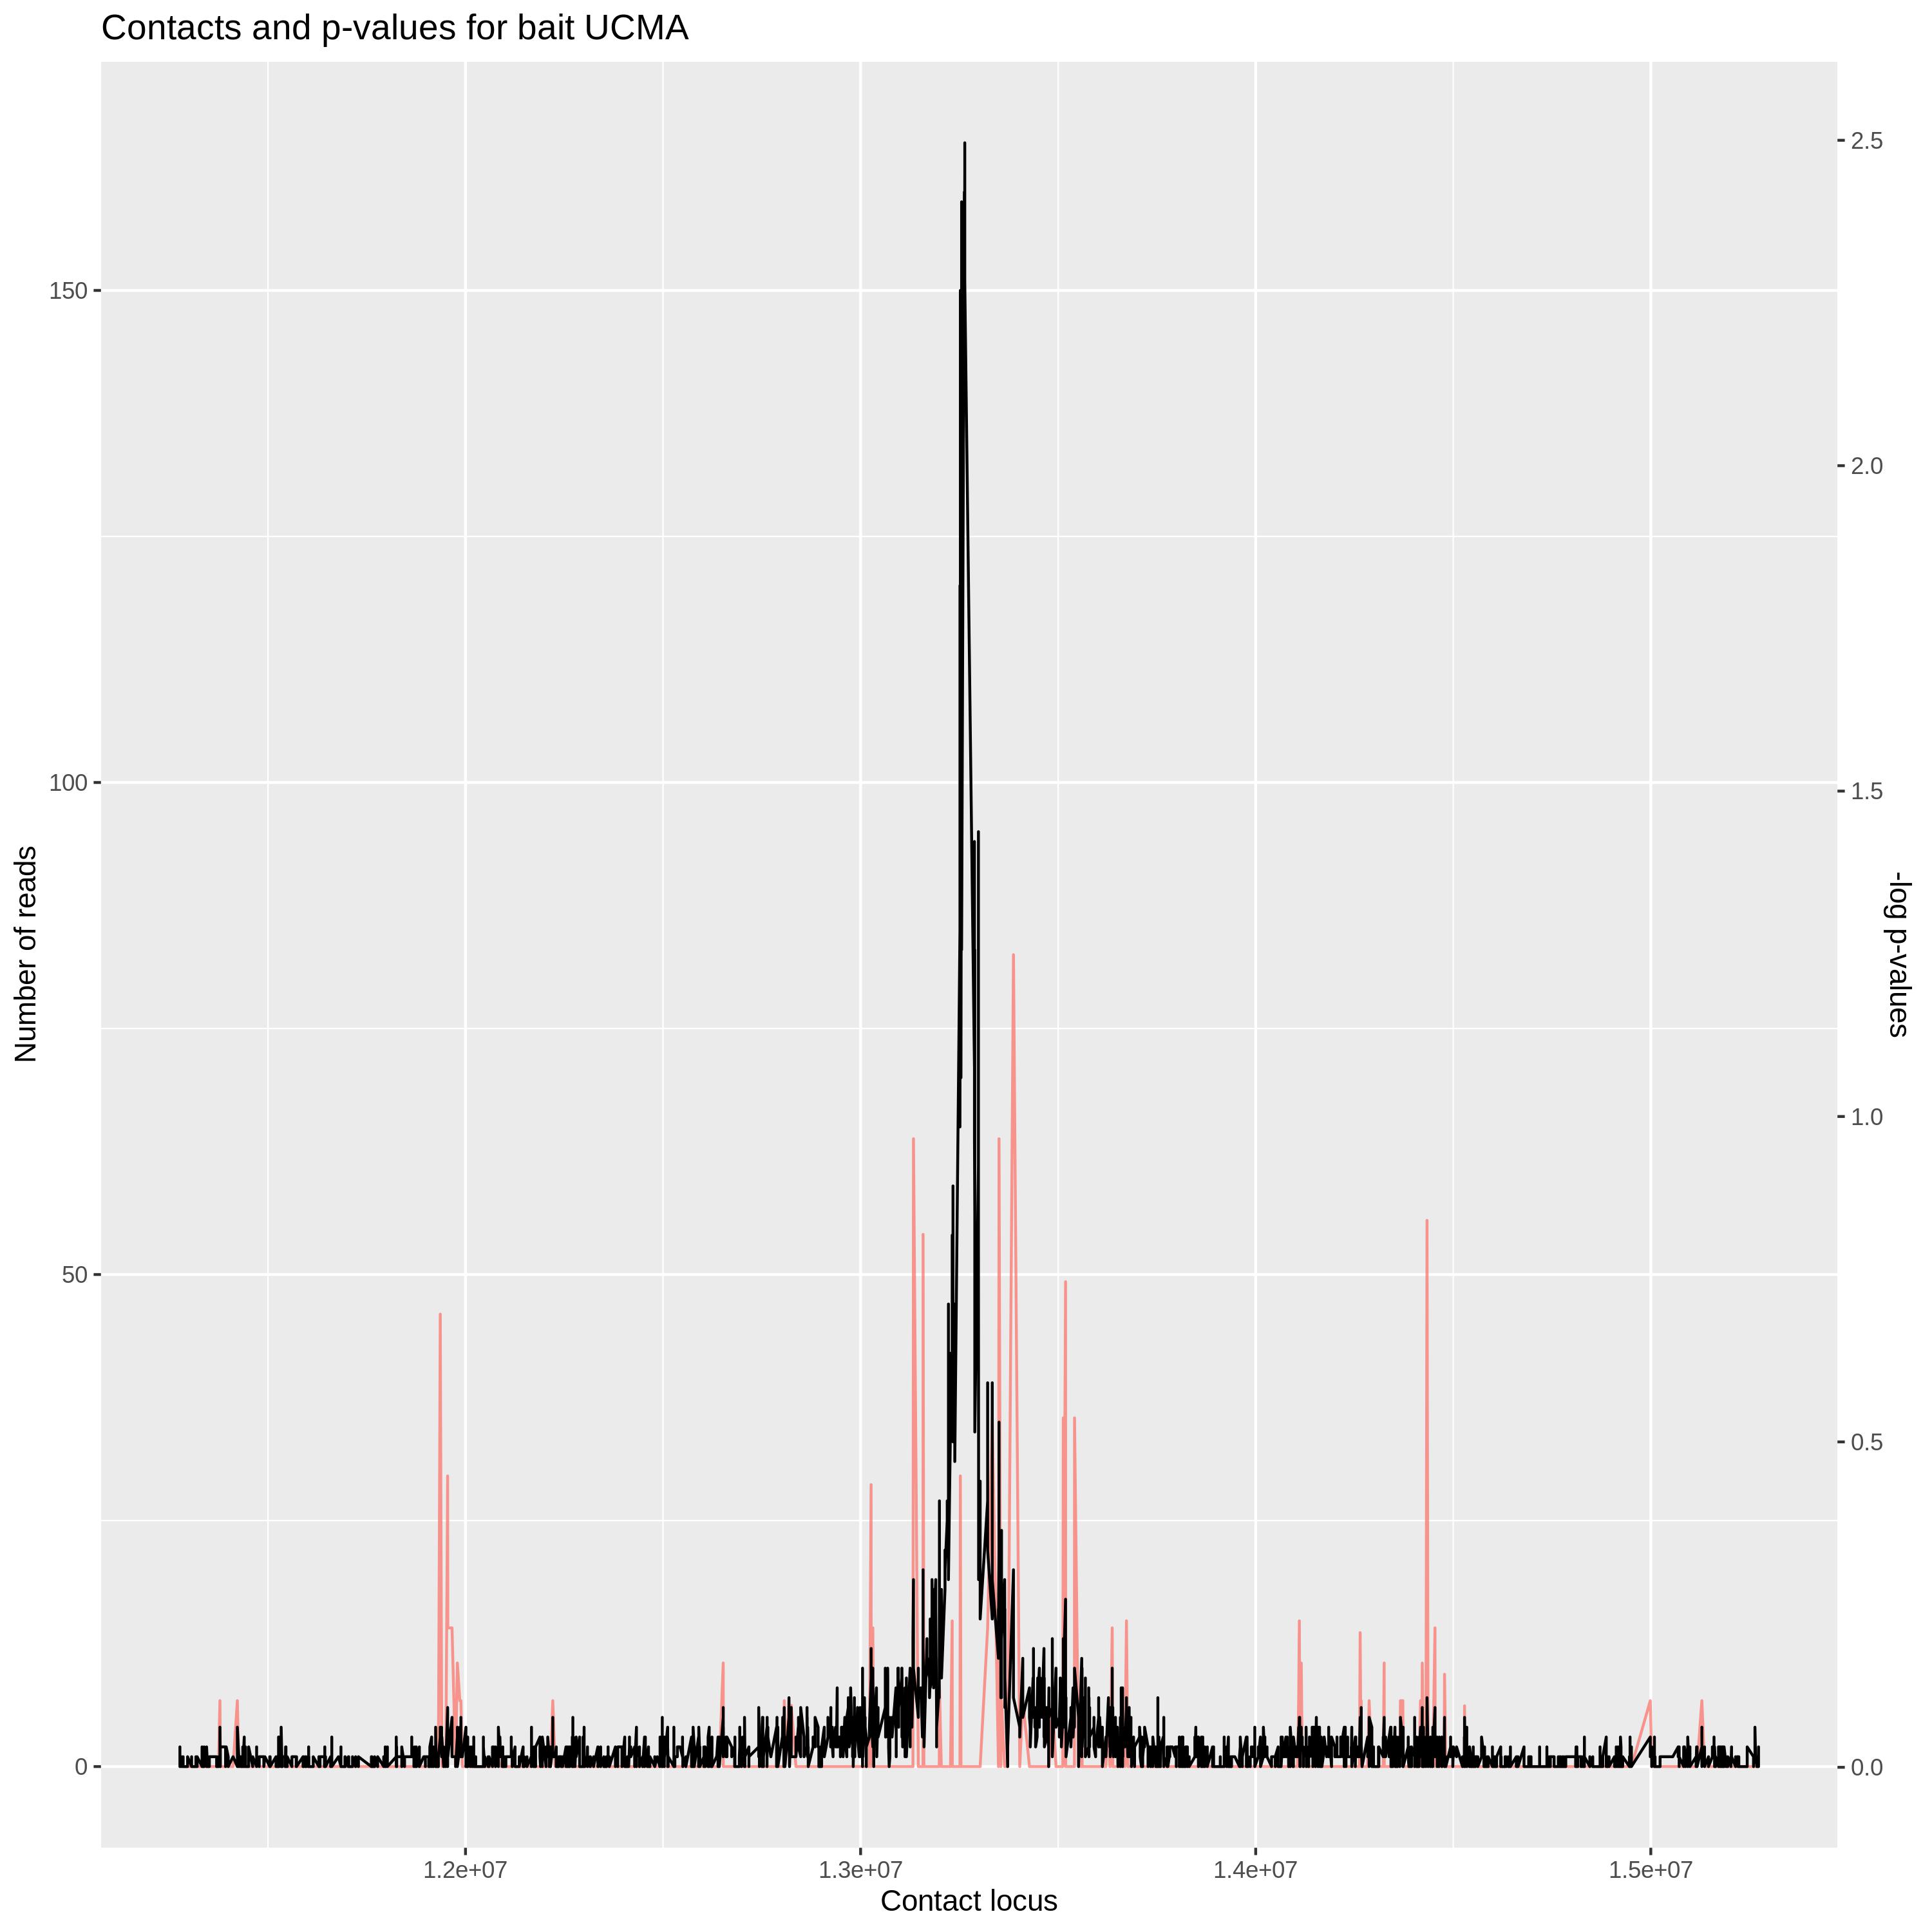 Contacts and p-values for bait UCMA
2.5
2.0
150
100
1.5
Number of reads
-log p-values
1.0
50
0.5
0
0.0
1.2e+07
1.3e+07
1.4e+07
1.5e+07
Contact locus